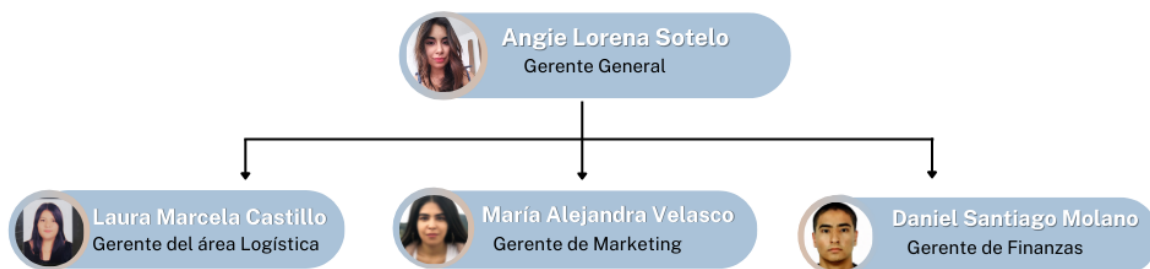 Angie Lorena Sotelo
Gerente General
Laura Marcela Castillo
Gerente del área Logística
María Alejandra Velasco
Gerente de Marketing
Daniel Santiago Molano
Gerente de Finanzas